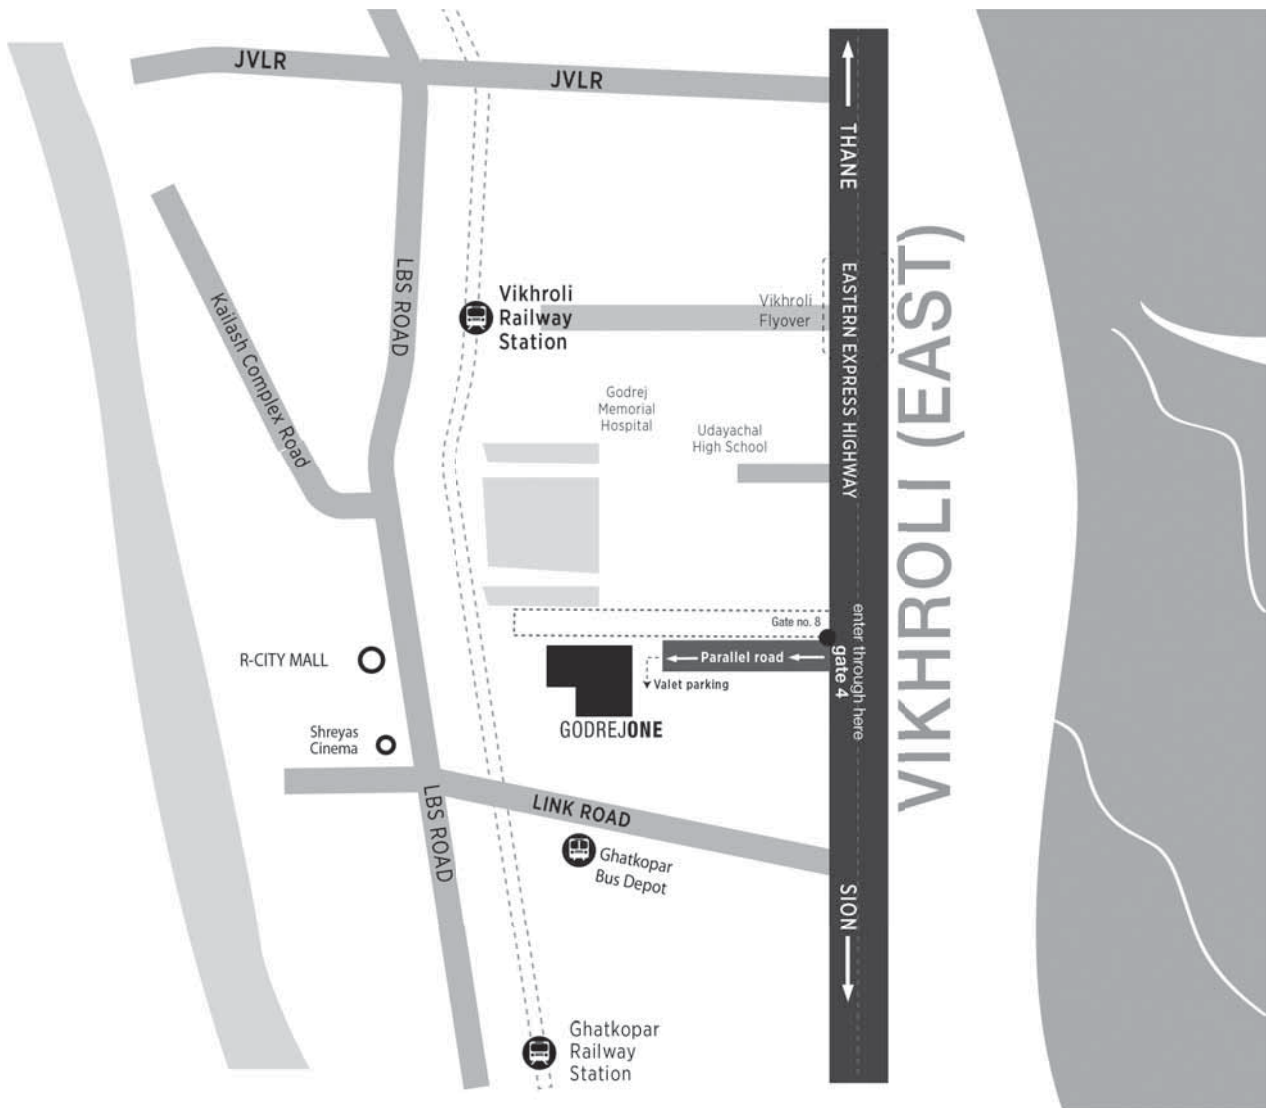 JVLR
JVLR
THANE
LBS ROAD
Kailash Complex Road
Vikhroli
Railway
Station
Vikhroli
Flyover
EASTERN EXPRESS HIGHWAY
VIKHROLI (EAST)
Godrej
Memorial
Hospital
Udayachal
High School
Gate no. 8
enter through here
gate 4
Parallel road
Valet parking
R-CITY MALL
GODREJONE
Shreyas
Cinema
LINK ROAD
LBS ROAD
Ghatkopar
Bus Depot
SION
Ghatkopar
Railway
Station